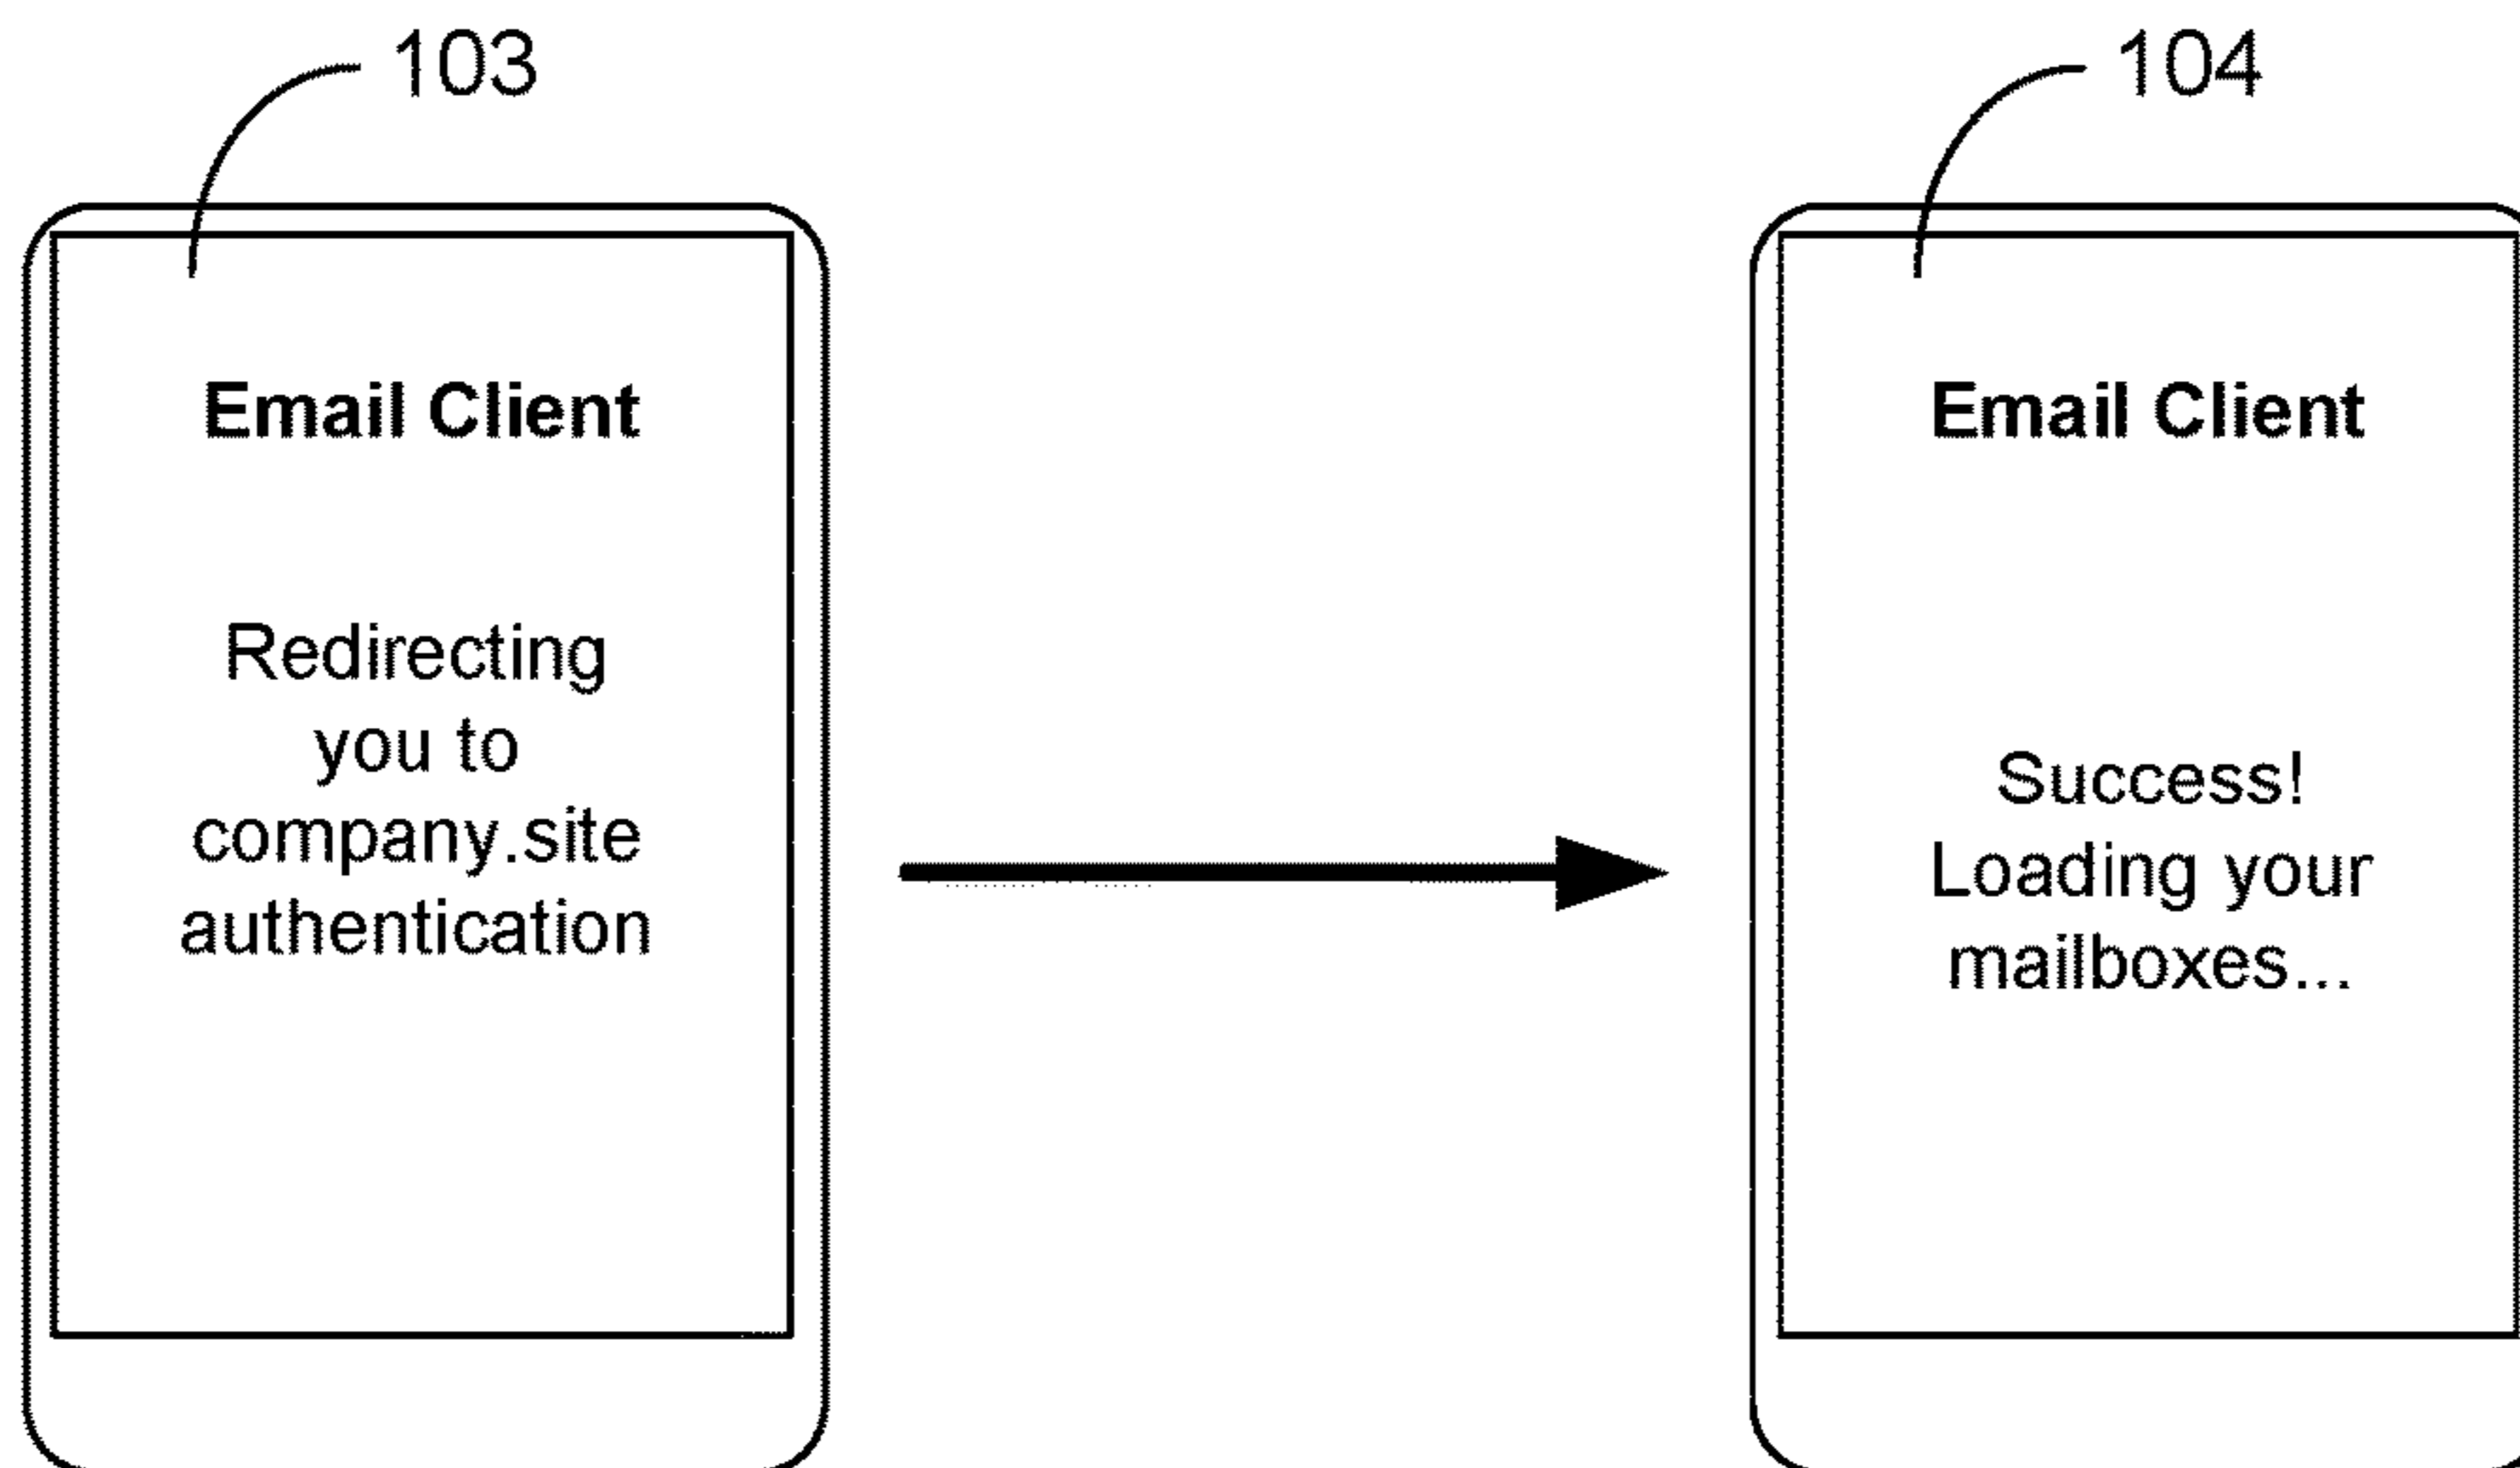 103
Email Client
Redirecting
you to
company.site
authentication
104
Email Client
Success!
Loading your
mailboxes...